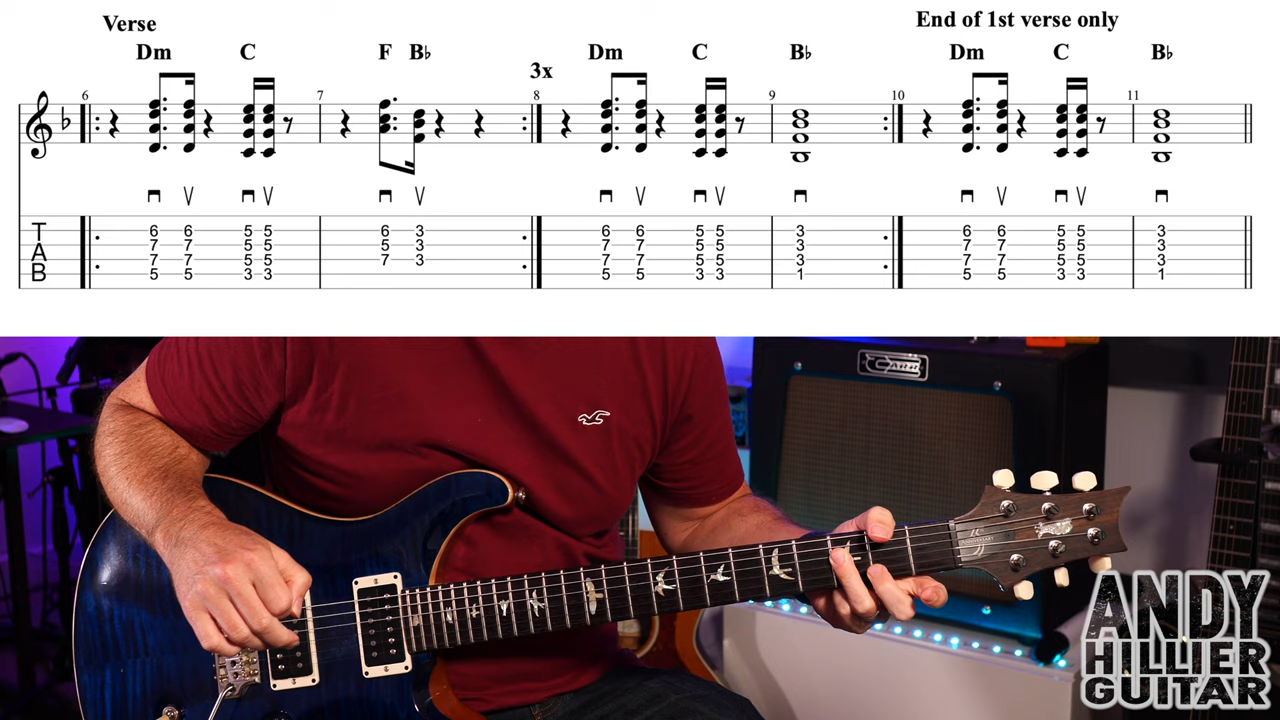 Verse
End of 1st verse only
Dm C F B♭ Dm C B♭ Dm C B♭
3x
6 7 8 9 10 11
T 6 6 5 5 6 3 6 6 5 5 3 6 6 5 5 3
A 7 7 5 5 5 3 7 7 5 5 3 7 7 5 5 3
7 7 5 5 7 3 7 7 5 5 3 7 7 5 5 3
B 5 5 3 3 5 5 3 3 1 5 5 3 3 1
CARR
ANNIVERSARY
ANDY
HILLIER
GUITAR